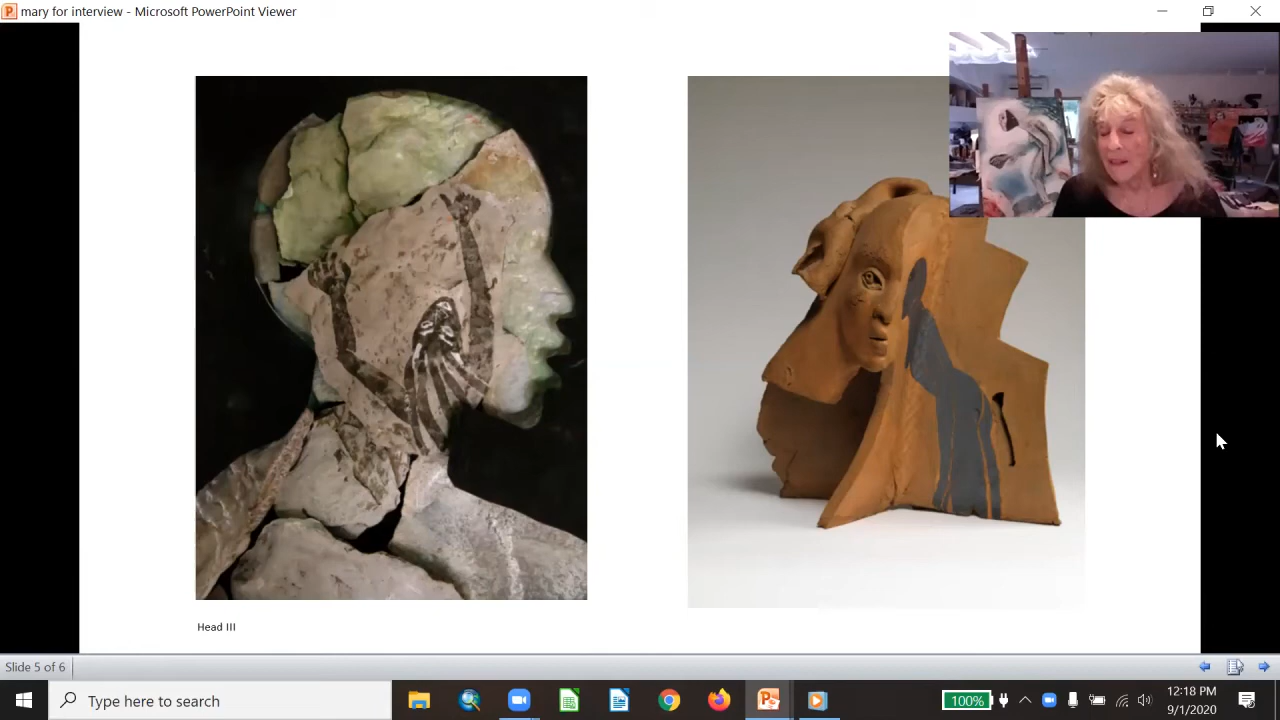 mary for interview - Microsoft PowerPoint Viewer
Head III
Slide 5 of 6
Type here to search
100%
12:18 PM
9/1/2020